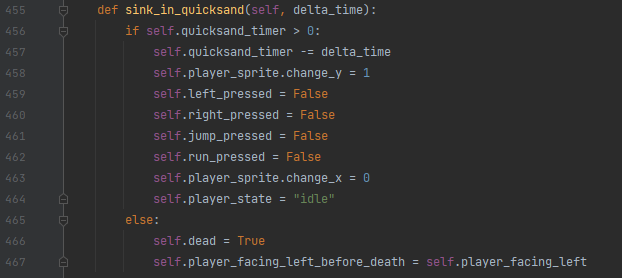 455 def sink_in_quicksand(self, delta_time):
456 if self.quicksand_timer > 0:
457 self.quicksand_timer -= delta_time
458 self.player_sprite.change_y = 1
459 self.left_pressed = False
460 self.right_pressed = False
461 self.jump_pressed = False
462 self.run_pressed = False
463 self.player_sprite.change_x = 0
464 self.player_state = "idle"
465 else:
466 self.dead = True
467 self.player_facing_left_before_death = self.player_facing_left